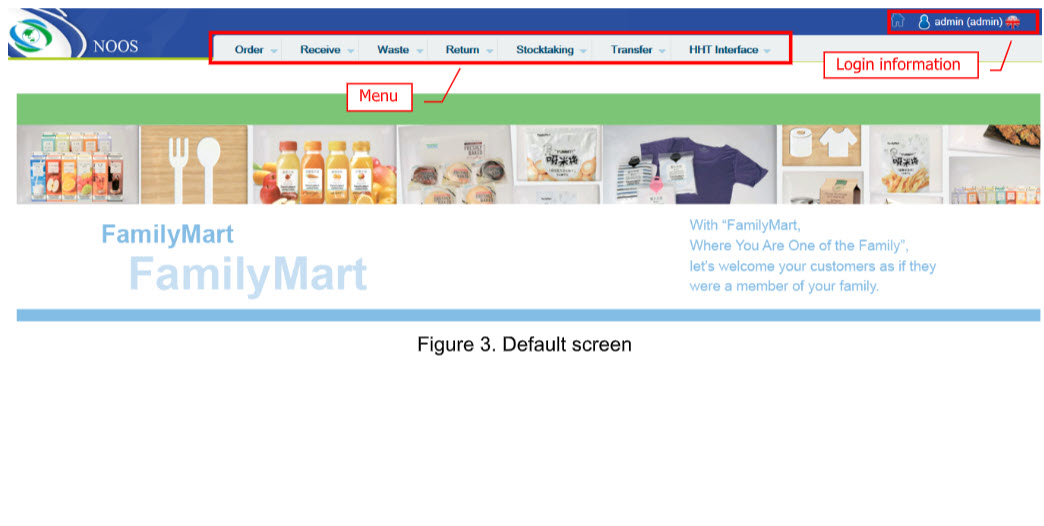 NOOS
admin (admin)
Order
Receive
Waste
Return
Stocktaking
Transfer
HHT Interface
Login information
Menu
FamilyMart
FamilyMart
With “FamilyMart,
Where You Are One of the Family”,
let's welcome your customers as if they
were a member of your family.
Figure 3. Default screen